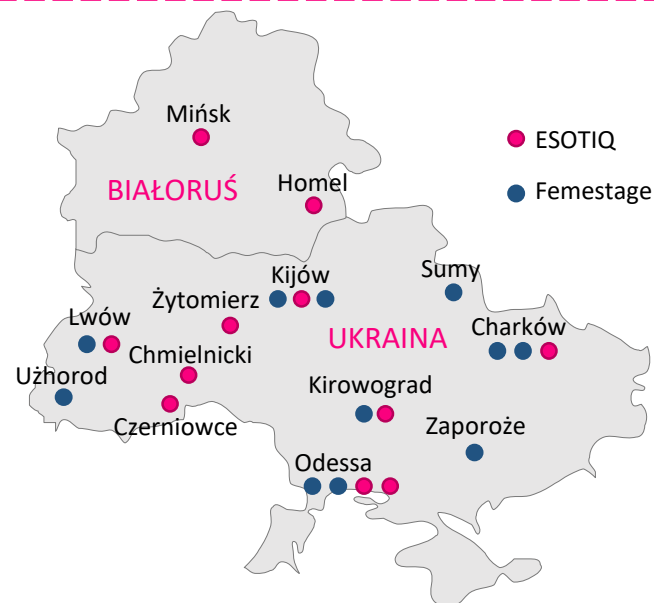 Mińsk
ESOTIQ
BIAŁORUŚ
Homel
Femestage
Kijów
Sumy
Żytomierz
Lwów
UKRAINA
Charków
Chmielnicki
Użhorod
Kirowograd
Czerniowce
Zaporoże
Odessa